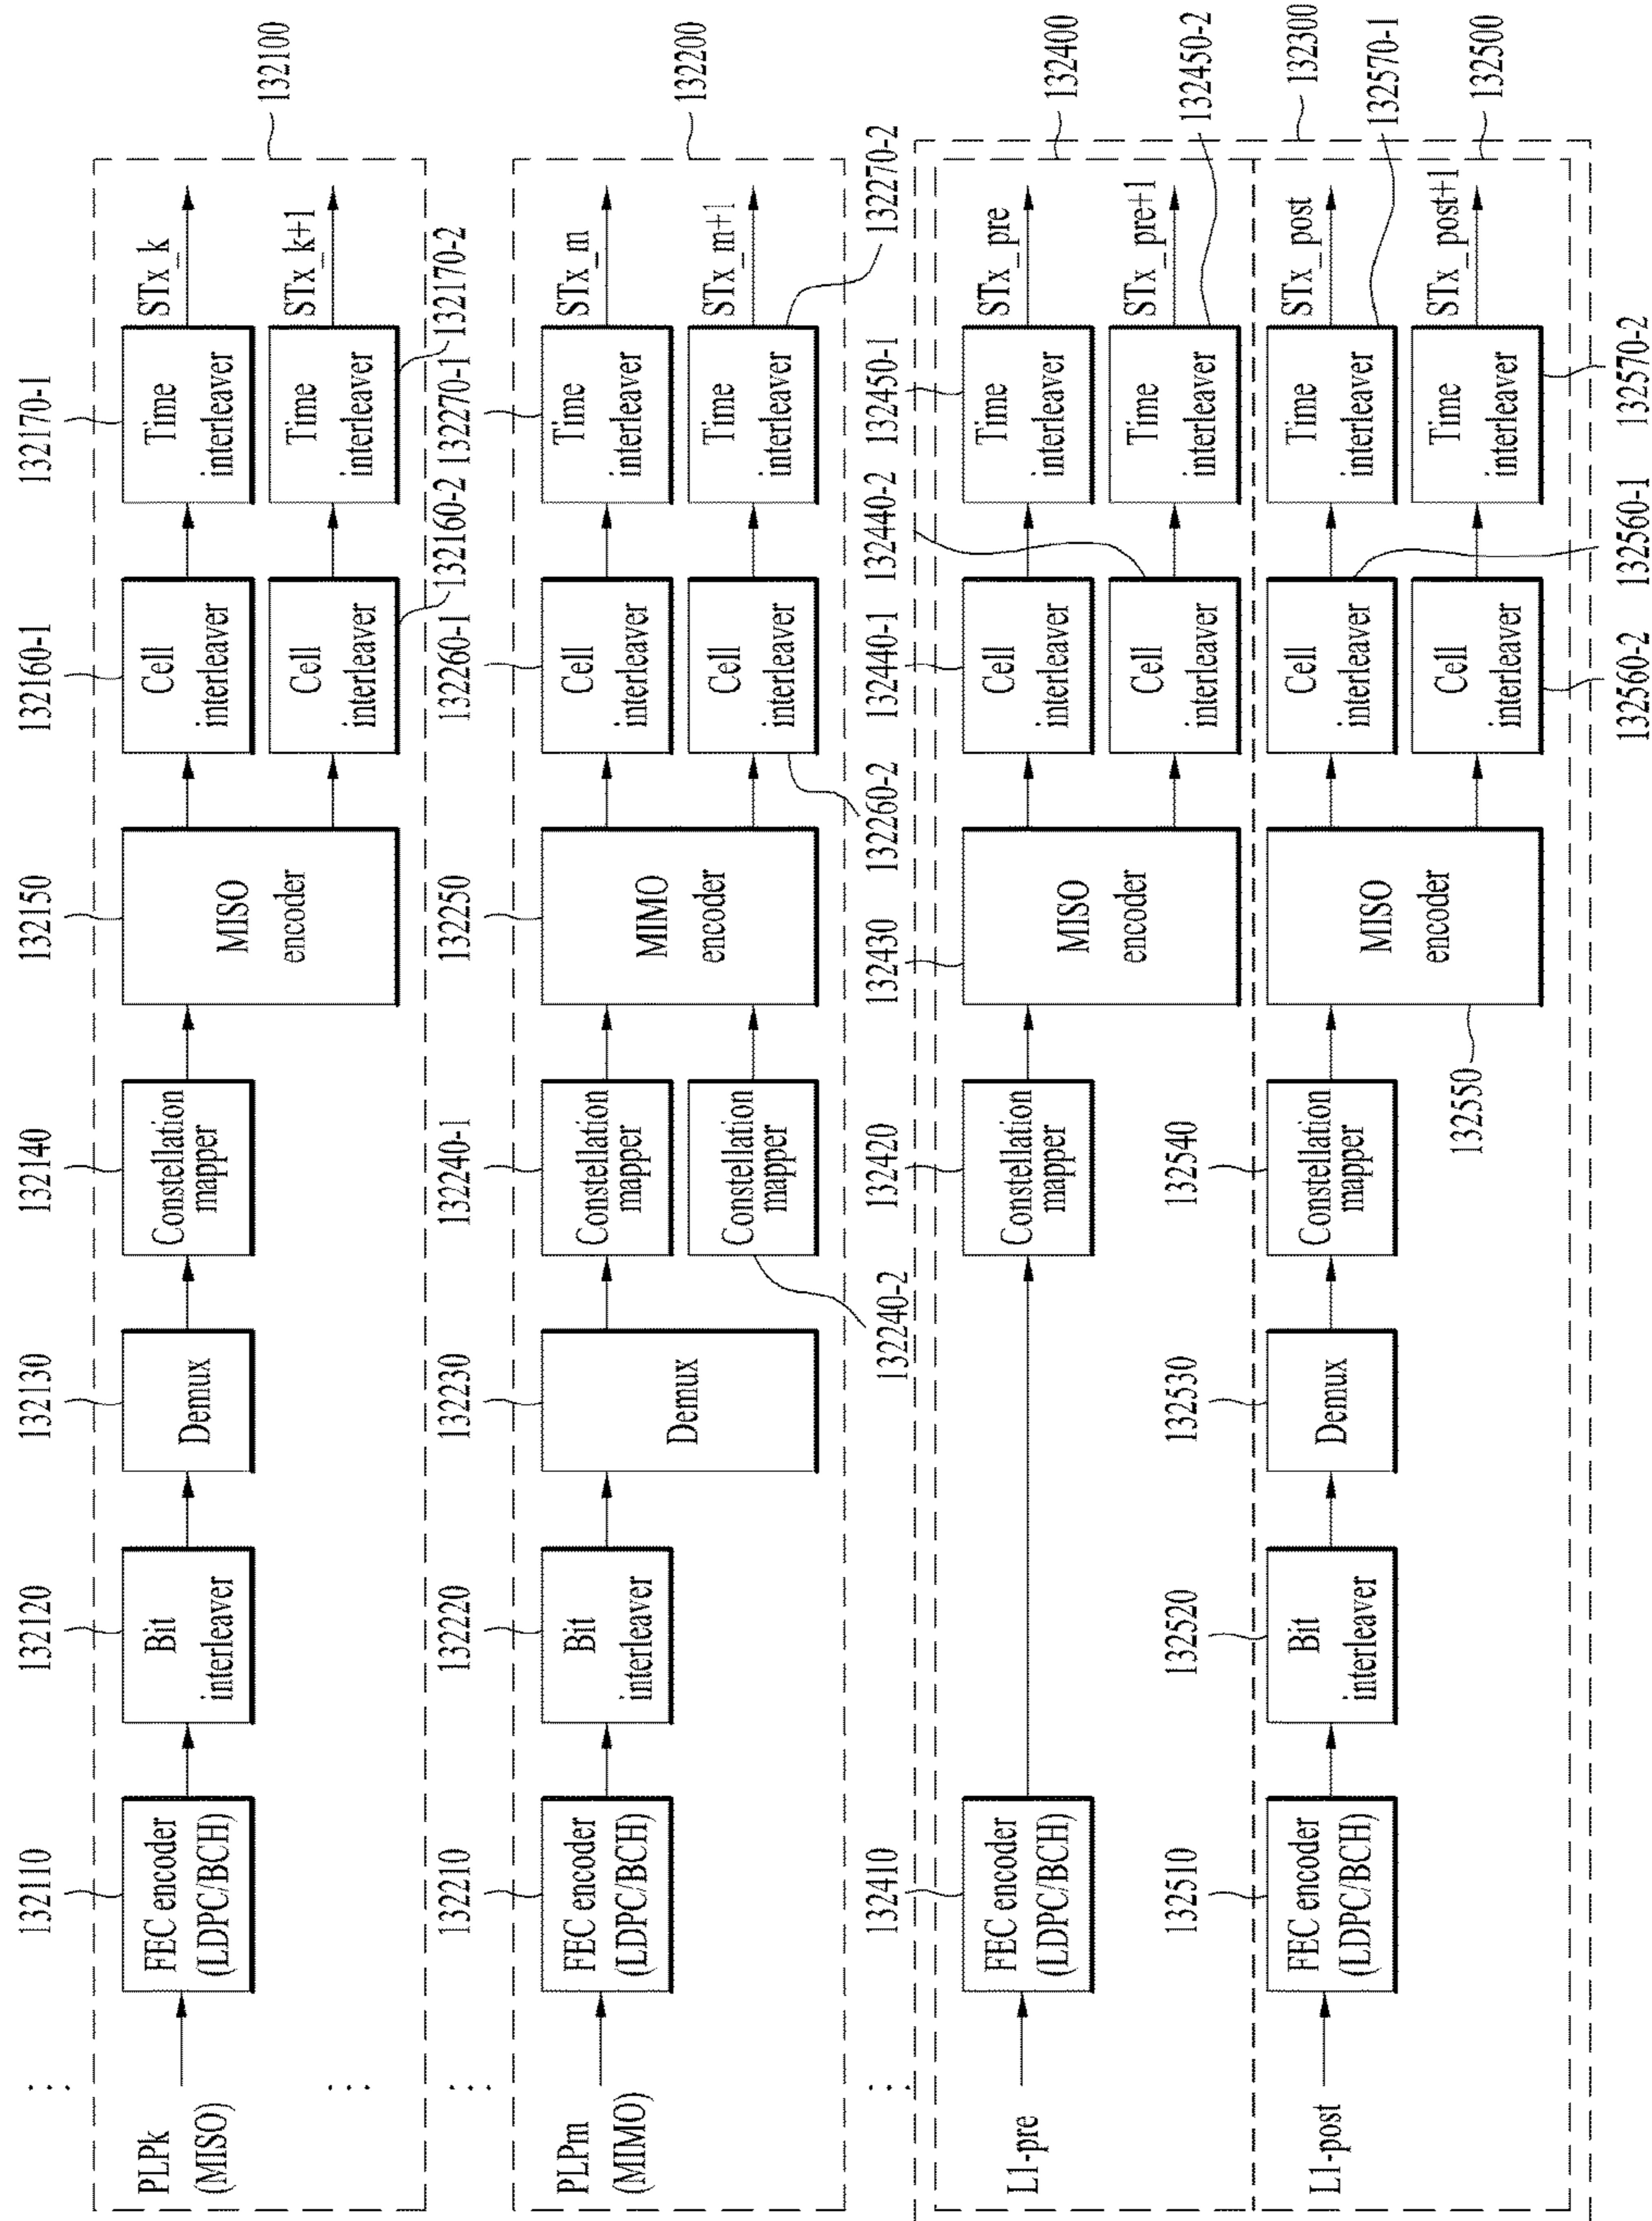 132110
132120
132130
132140
132150
132160-1
132170-1
PLPk
(MISO)
FEC encoder
(LDPC/BCH)
Bit
interleaver
Demux
Constellation
mapper
MISO
encoder
Cell
interleaver
Time
interleaver
STx_k
132100
Cell
interleaver
Time
interleaver
STx_k+1
132160-2
132170-2
132210
132220
132230
132240-1
132250
132260-1
132270-1
PLPm
(MIMO)
FEC encoder
(LDPC/BCH)
Bit
interleaver
Demux
Constellation
mapper
MIMO
encoder
Cell
interleaver
Time
interleaver
STx_m
132200
Constellation
mapper
Cell
interleaver
Time
interleaver
STx_m+1
132240-2
132260-2
132270-2
132410
132420
132430
132440-1
132440-2
132450-1
L1-pre
FEC encoder
(LDPC/BCH)
Constellation
mapper
MISO
encoder
Cell
interleaver
Time
interleaver
STx_pre
132400
Cell
interleaver
Time
interleaver
STx_pre+1
132450-2
132510
132520
132530
132540
L1-post
FEC encoder
(LDPC/BCH)
Bit
interleaver
Demux
Constellation
mapper
MISO
encoder
Cell
interleaver
Time
interleaver
STx_post
132300
132570-1
Cell
interleaver
Time
interleaver
STx_post+1
132500
132550
132560-2
132560-1
132570-2